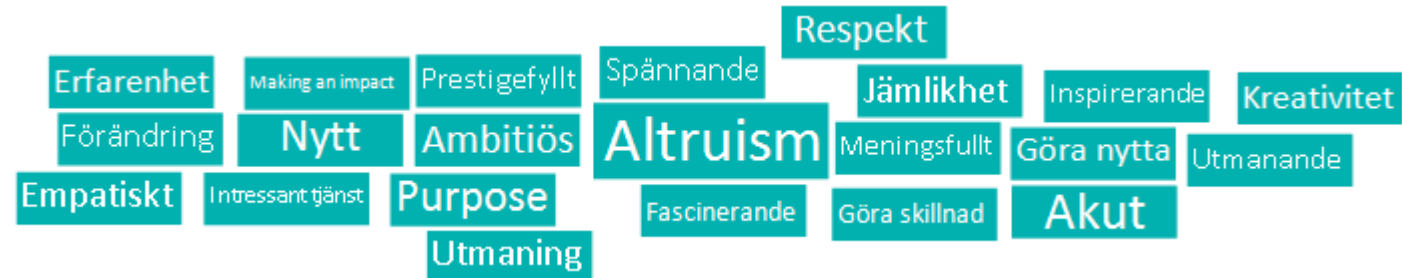 Respekt
Erfarenhet Making an impact Prestigefyllt Spännande Jämlikhet Inspirerande Kreativitet
Förändring Nytt Ambitiös Altruism Meningsfullt Göra nytta Utmanande
Empatiskt Intressant tjänst Purpose Fascinerande Göra skillnad Akut
Utmaning